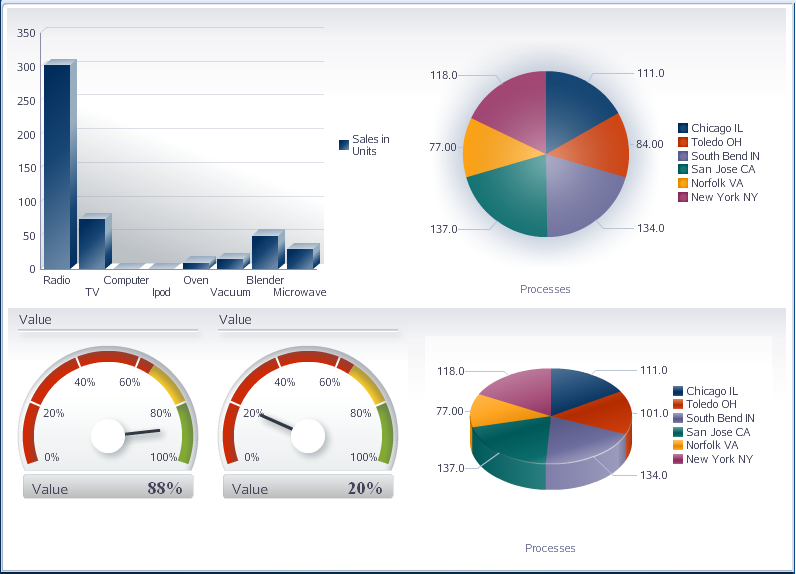 350
300
250
200
150
100
50
0
Radio
TV
Computer
Ipod
Oven
Vacuum
Blender
Microwave
Sales in
Units
118.0
111.0
77.00
84.00
137.0
134.0
Chicago IL
Toledo OH
South Bend IN
San Jose CA
Norfolk VA
New York NY
Processes
Value
0%
20%
40%
60%
80%
100%
Value 88%
Value
0%
20%
40%
60%
80%
100%
Value 20%
118.0
111.0
77.00
101.0
137.0
134.0
Chicago IL
Toledo OH
South Bend IN
San Jose CA
Norfolk VA
New York NY
Processes